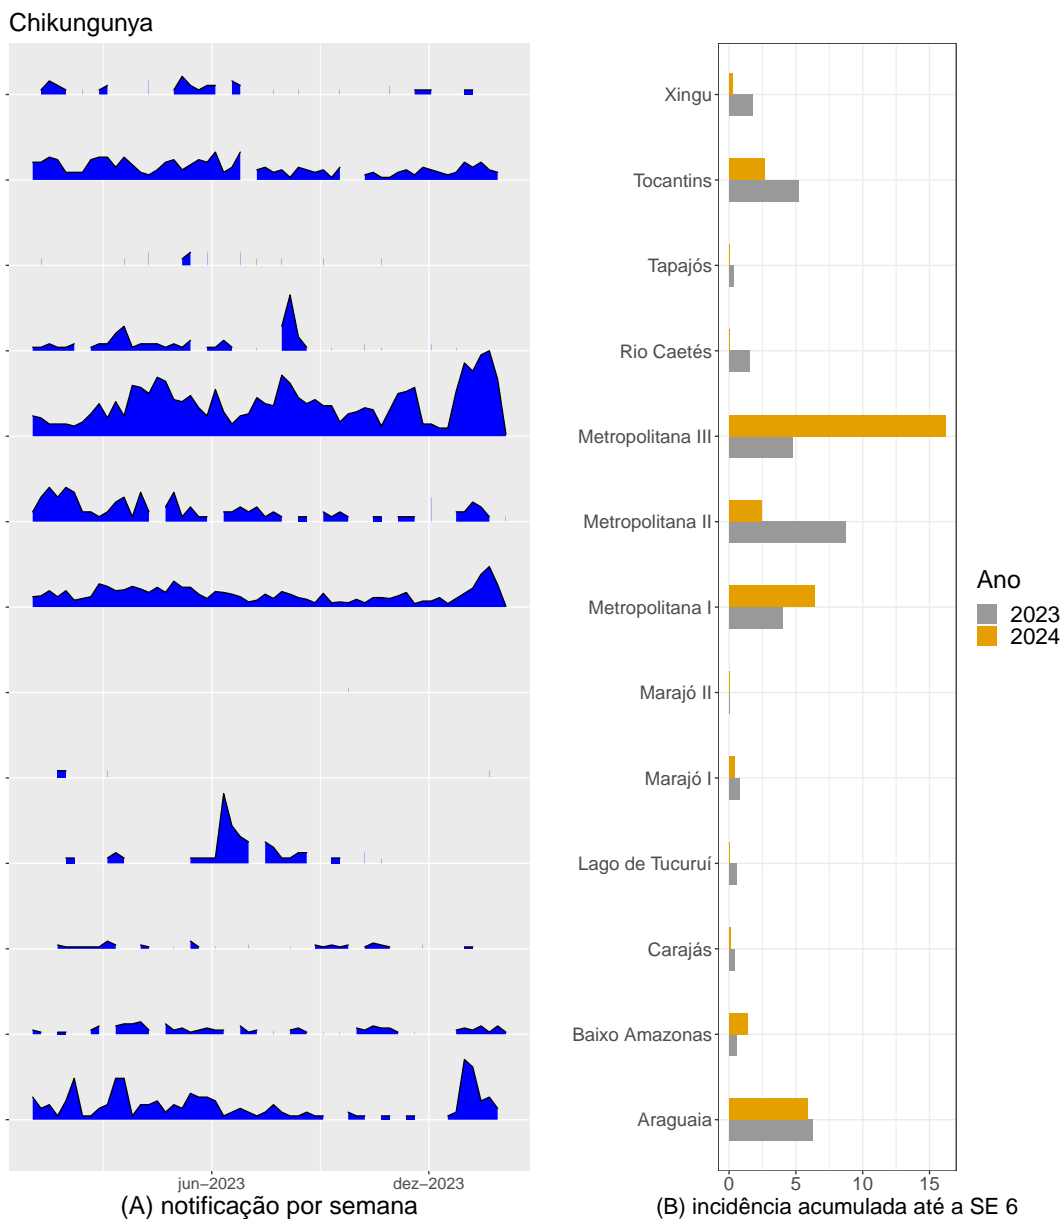 Chikungunya
Xingu
Tocantins
Tapajós
Rio Caetés
Metropolitana III
Metropolitana II
Metropolitana I
Marajó II
Marajó I
Lago de Tucuruí
Carajás
Baixo Amazonas
Araguaia
Ano
2023
2024
jun−2023 dez−2023
(A) notificação por semana
0 5 10 15
(B) incidência acumulada até a SE 6